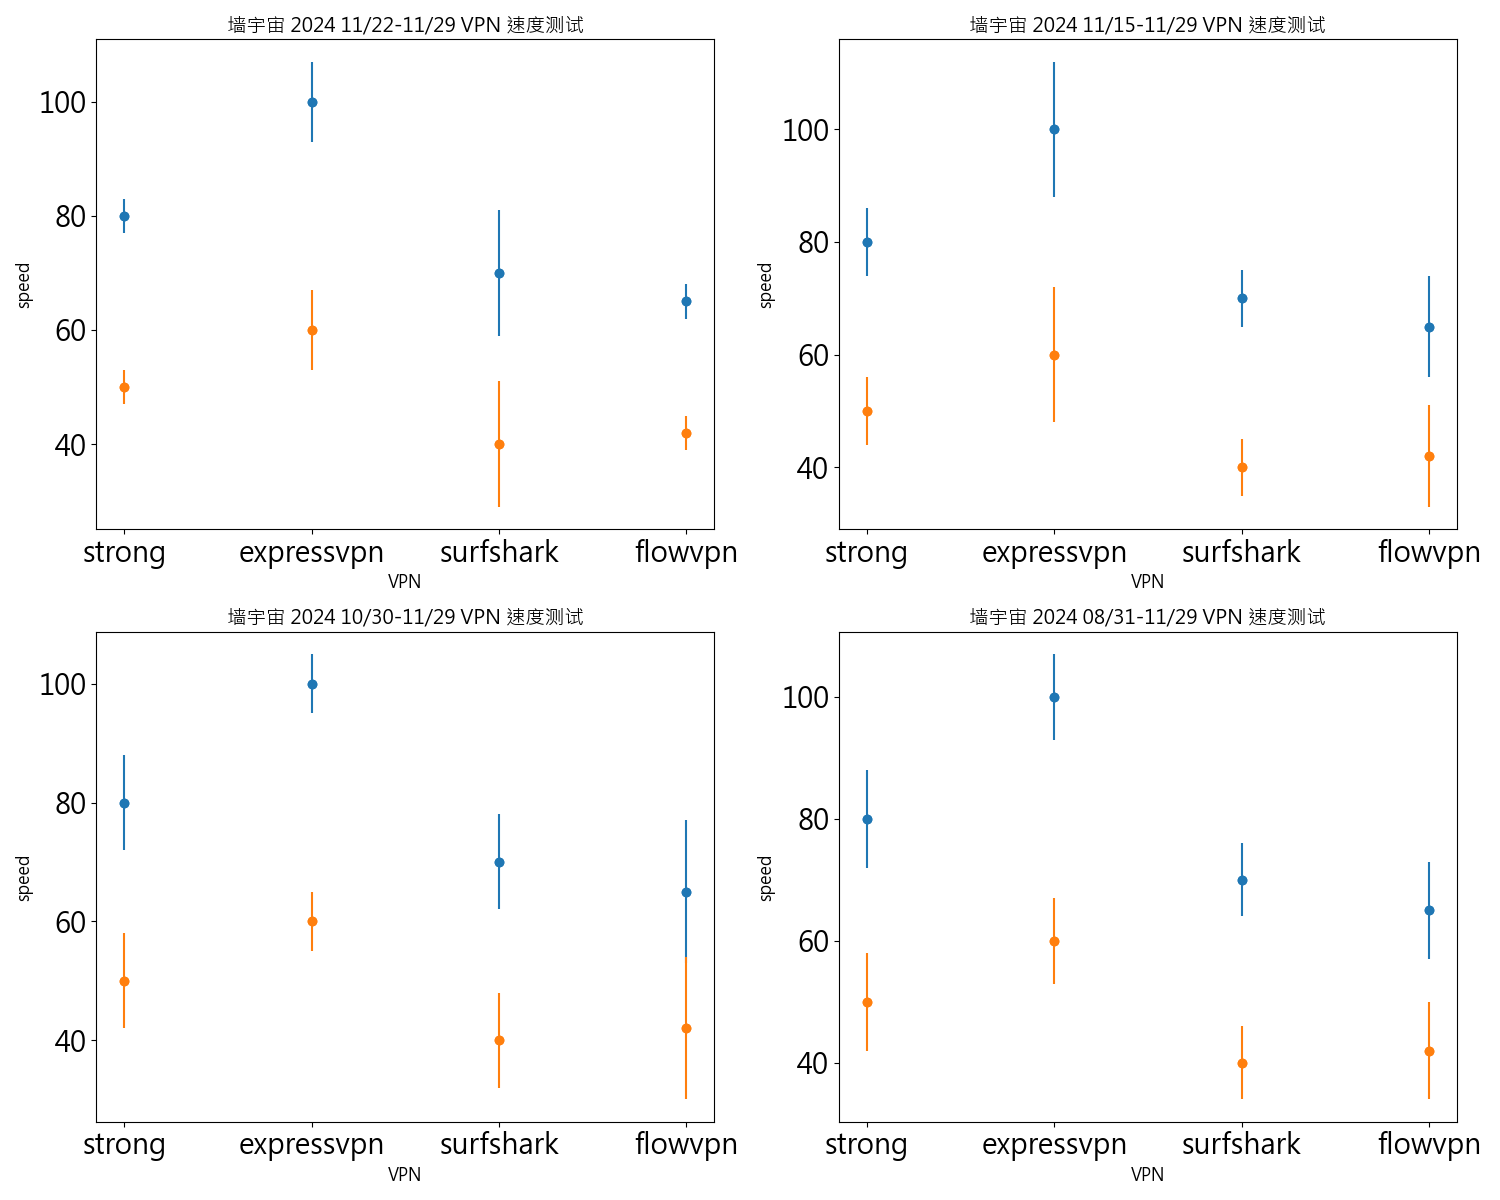 墙宇宙 2024 11/22-11/29 VPN 速度测试
speed
100
80
60
40
strong expressvpn surfshark flowvpn
VPN
墙宇宙 2024 11/15-11/29 VPN 速度测试
speed
100
80
60
40
strong expressvpn surfshark flowvpn
VPN
墙宇宙 2024 10/30-11/29 VPN 速度测试
speed
100
80
60
40
strong expressvpn surfshark flowvpn
VPN
墙宇宙 2024 08/31-11/29 VPN 速度测试
speed
100
80
60
40
strong expressvpn surfshark flowvpn
VPN